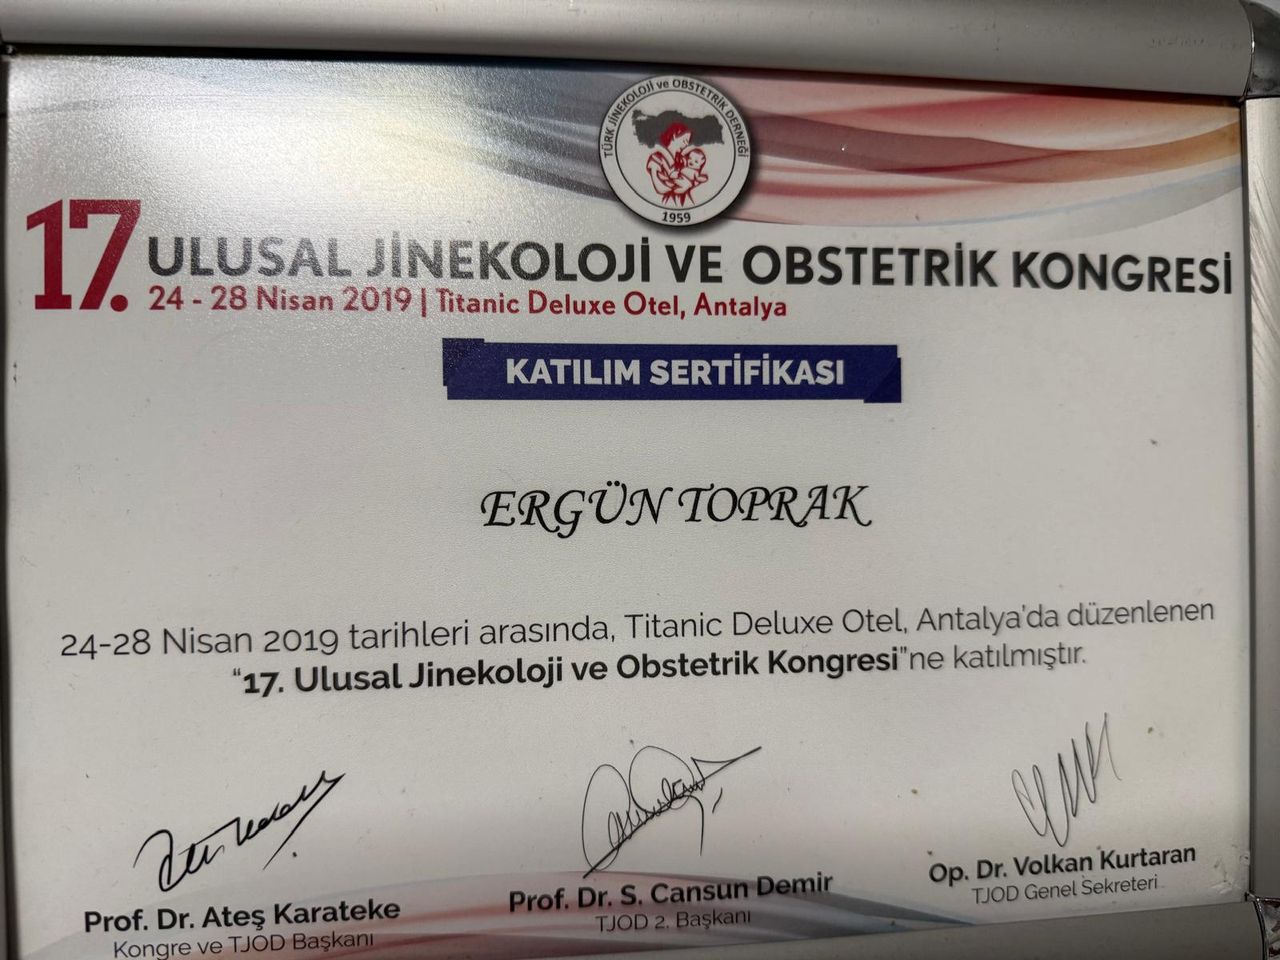 TÜRK JİNEKOLOJİ ve OBSTETRİK DERNEĞİ
1959
17. ULUSAL JİNEKOLOJİ VE OBSTETRİK KONGRESİ
24 - 28 Nisan 2019 | Titanic Deluxe Otel, Antalya
KATILIM SERTİFİKASI
ERGÜN TOPRAK
24-28 Nisan 2019 tarihleri arasında, Titanic Deluxe Otel, Antalya'da düzenlenen
"17. Ulusal Jinekoloji ve Obstetrik Kongresi"ne katılmıştır.
Prof. Dr. Ateş Karateke
Kongre ve TJOD Başkanı
Prof. Dr. S. Cansun Demir
TJOD 2. Başkanı
Op. Dr. Volkan Kurtaran
TJOD Genel Sekreteri